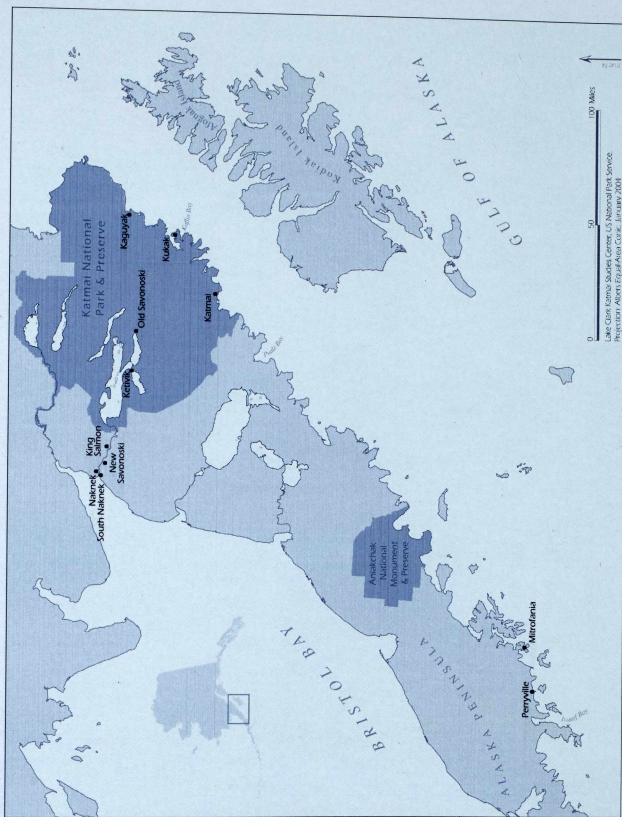 GULF OF ALASKA
Kodiak Island
Katmai National
Park & Preserve
Kaguyak
Kukak
Katmai
Old Savonoski
King
Salmon
Naknek
South Naknek
New
Savonoski
Aniakchak
National
Monument
& Preserve
BRISTOL BAY
ALASKA PENINSULA
Mitrofania
Perryville
0
50
100 Miles
Lake Clark Katmai Studies Center, US National Park Service.
Projection: Albers Equal-Area Conic. January 2004